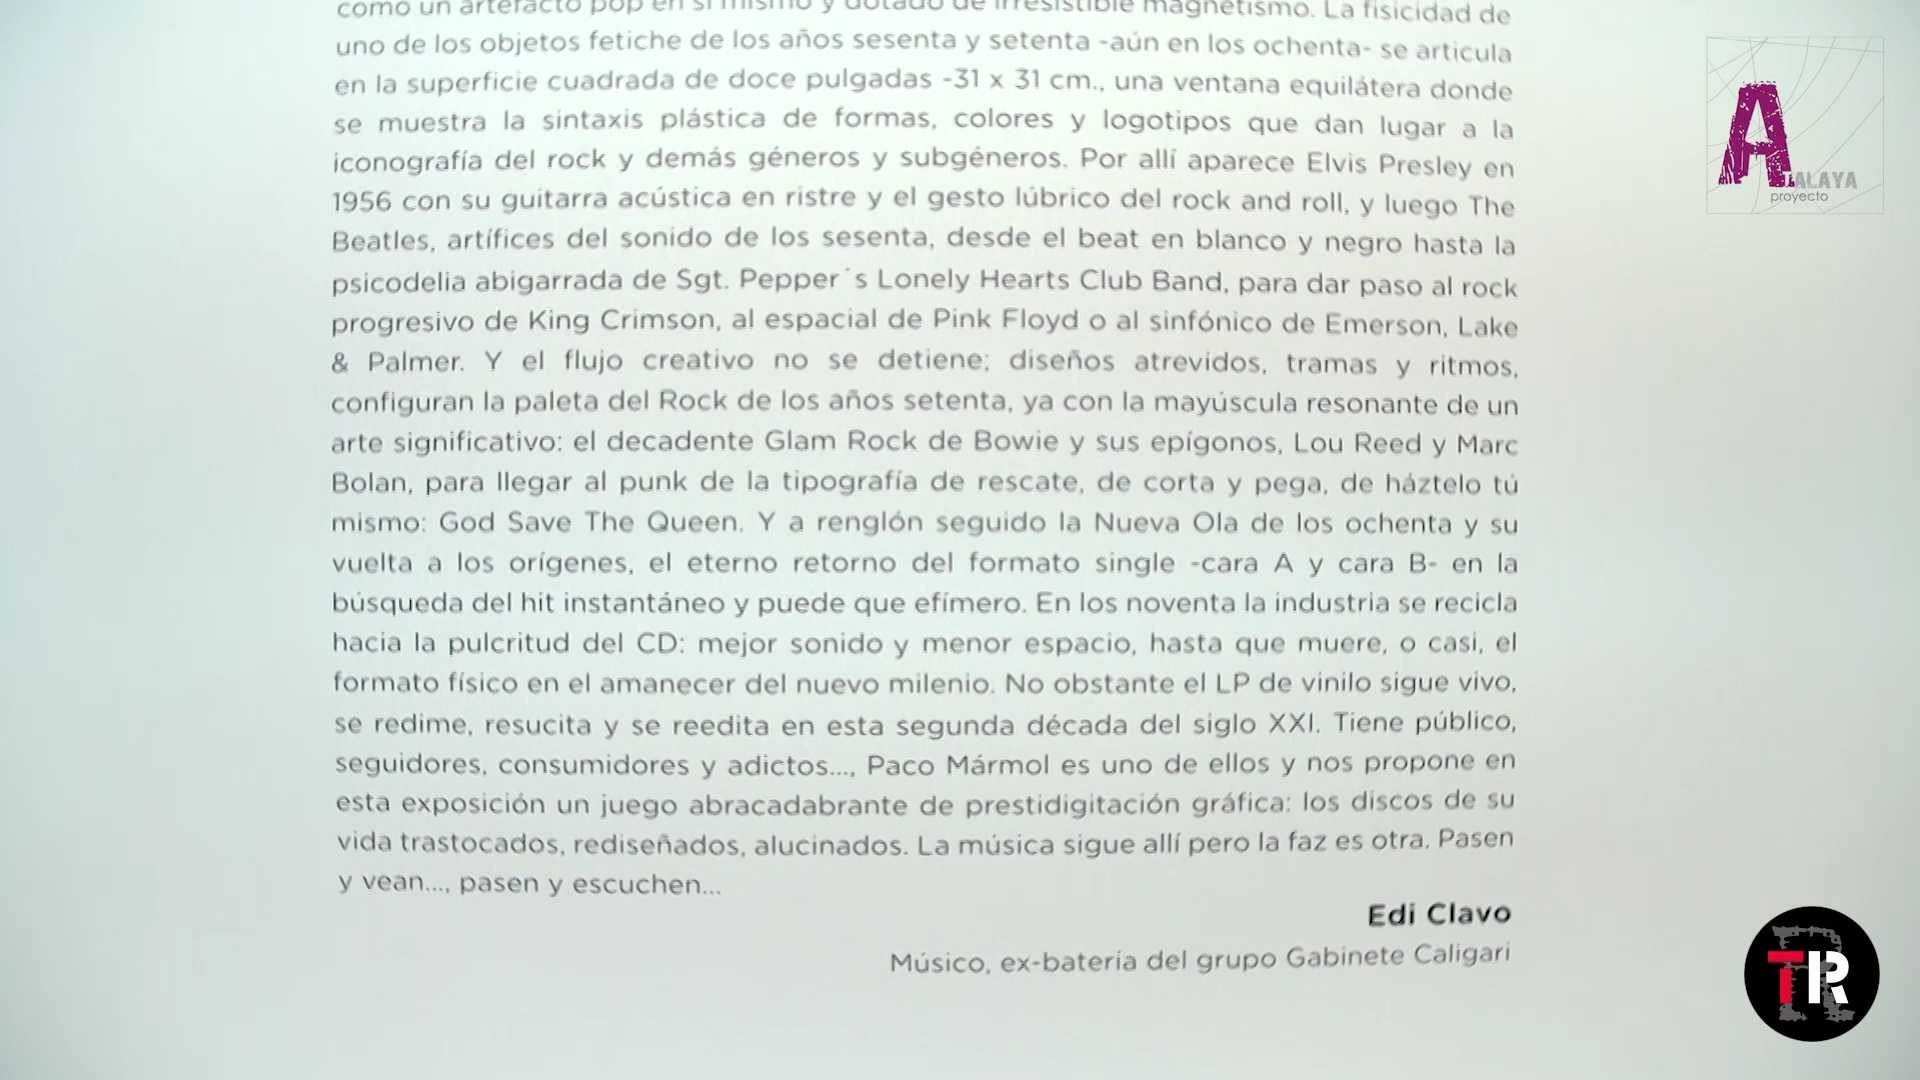 como un artefacto pop en sí mismo y dotado de irresistible magnetismo. La fisicidad de
uno de los objetos fetiche de los años sesenta y setenta -aún en los ochenta- se articula
en la superficie cuadrada de doce pulgadas -31 x 31 cm., una ventana equilátera donde
se muestra la sintaxis plástica de formas, colores y logotipos que dan lugar a la
iconografía del rock y demás géneros y subgéneros. Por allí aparece Elvis Presley en
1956 con su guitarra acústica en ristre y el gesto lúbrico del rock and roll, y luego The
Beatles, artífices del sonido de los sesenta, desde el beat en blanco y negro hasta la
psicodelia abigarrada de Sgt. Pepper´s Lonely Hearts Club Band, para dar paso al rock
progresivo de King Crimson, al espacial de Pink Floyd o al sinfónico de Emerson, Lake
& Palmer. Y el flujo creativo no se detiene; diseños atrevidos, tramas y ritmos,
configuran la paleta del Rock de los años setenta, ya con la mayúscula resonante de un
arte significativo: el decadente Glam Rock de Bowie y sus epígonos, Lou Reed y Marc
Bolan, para llegar al punk de la tipografía de rescate, de corta y pega, de háztelo tú
mismo: God Save The Queen. Y a renglón seguido la Nueva Ola de los ochenta y su
vuelta a los orígenes, el eterno retorno del formato single -cara A y cara B- en la
búsqueda del hit instantáneo y puede que efímero. En los noventa la industria se recicla
hacia la pulcritud del CD: mejor sonido y menor espacio, hasta que muere, o casi, el
formato físico en el amanecer del nuevo milenio. No obstante el LP de vinilo sigue vivo,
se redime, resucita y se reedita en esta segunda década del siglo XXI. Tiene público,
seguidores, consumidores y adictos..., Paco Mármol es uno de ellos y nos propone en
esta exposición un juego abracadabrante de prestidigitación gráfica: los discos de su
vida trastocados, rediseñados, alucinados. La música sigue allí pero la faz es otra. Pasen
y vean..., pasen y escuchen...
Edi Clavo
Músico, ex-batería del grupo Gabinete Caligari
ATALAYA
proyecto
TR